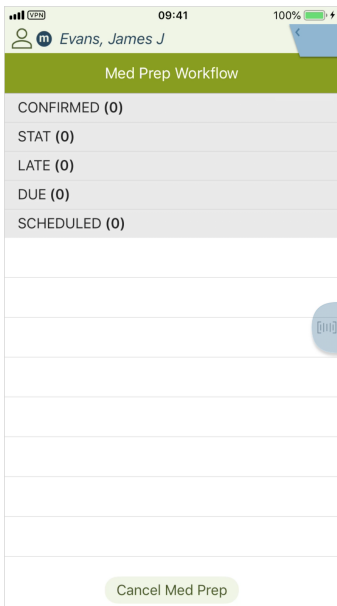 VPN 09:41 100%
m Evans, James J
Med Prep Workflow
CONFIRMED (0)
STAT (0)
LATE (0)
DUE (0)
SCHEDULED (0)
Cancel Med Prep